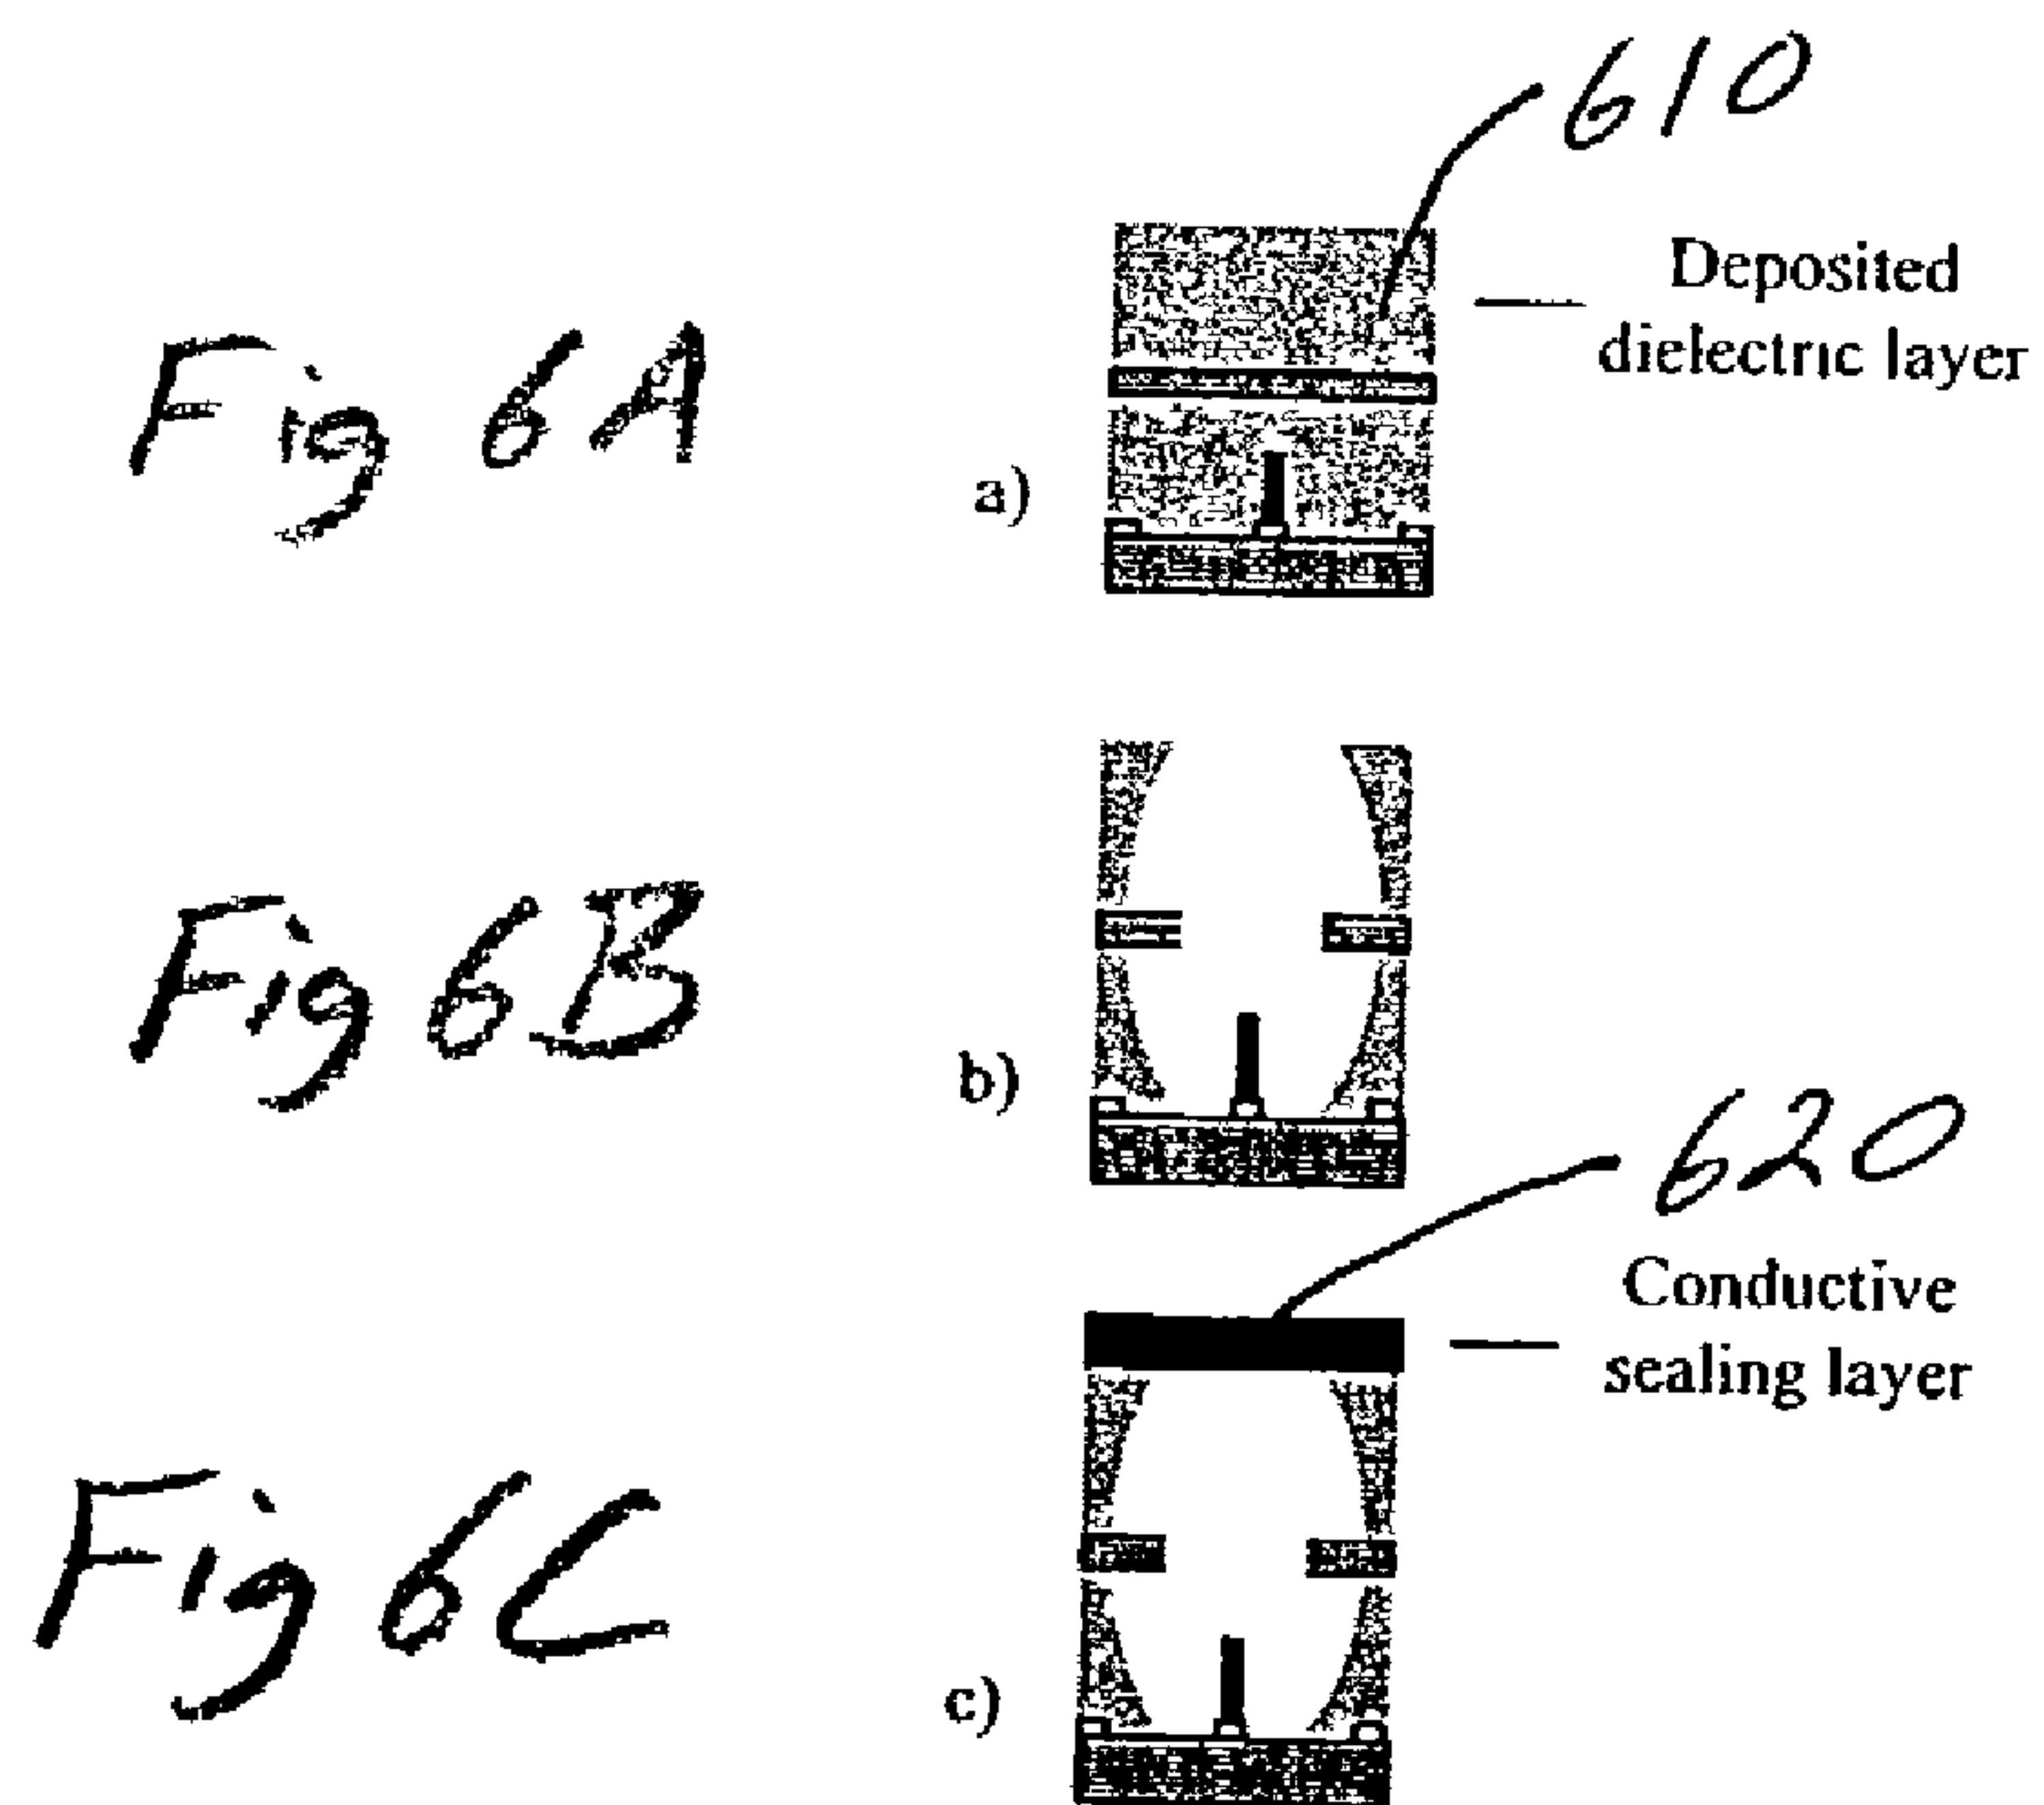 610
Deposited
dielectric layer
Fig 6A
a)
Fig 6B
b)
620
Conductive
sealing layer
Fig 6C
c)